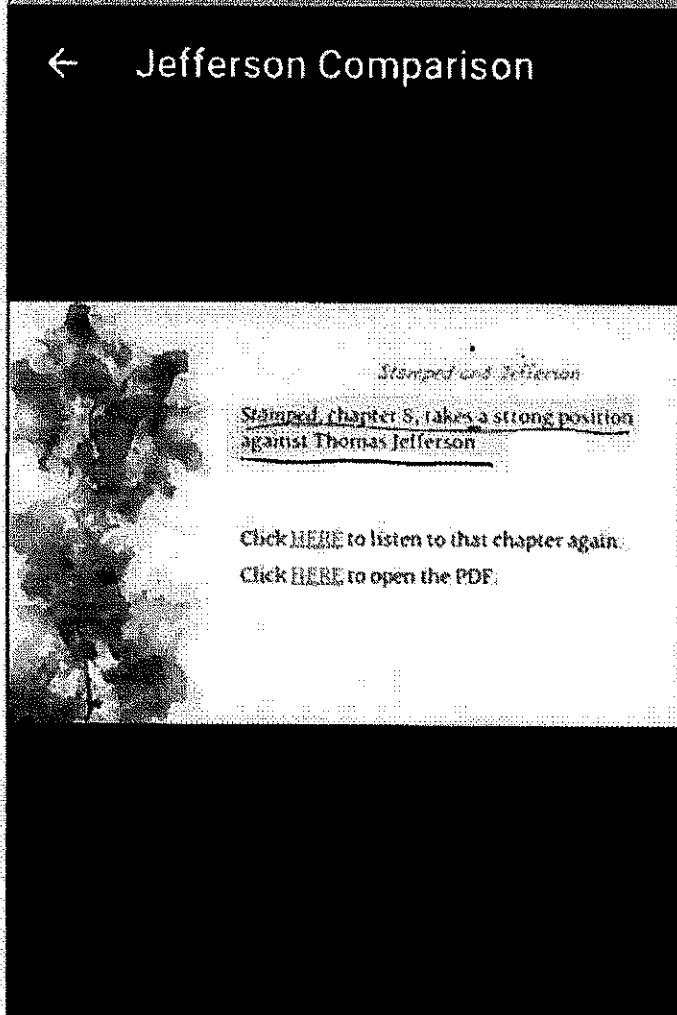 ← Jefferson Comparison
Stamped and Jefferson
Stamped, chapter 8, takes a strong position
against Thomas Jefferson
Click HERE to listen to that chapter again.
Click HERE to open the PDF.